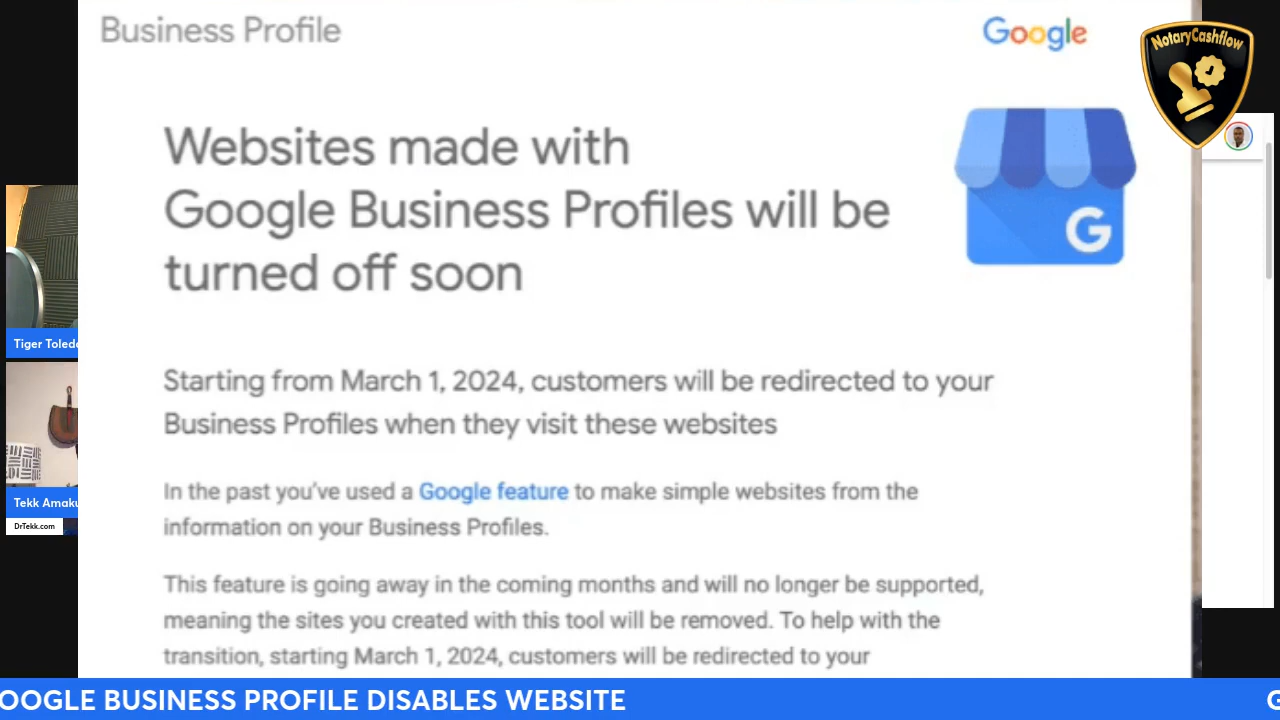 Business Profile
Google
NotaryCashflow
Websites made with
Google Business Profiles will be
turned off soon
G
Starting from March 1, 2024, customers will be redirected to your
Business Profiles when they visit these websites
In the past you've used a Google feature to make simple websites from the
information on your Business Profiles.
This feature is going away in the coming months and will no longer be supported,
meaning the sites you created with this tool will be removed. To help with the
transition, starting March 1, 2024, customers will be redirected to your
Tiger Toled
Tekk Amaku
DrTekk.com
OOGLE BUSINESS PROFILE DISABLES WEBSITE
G